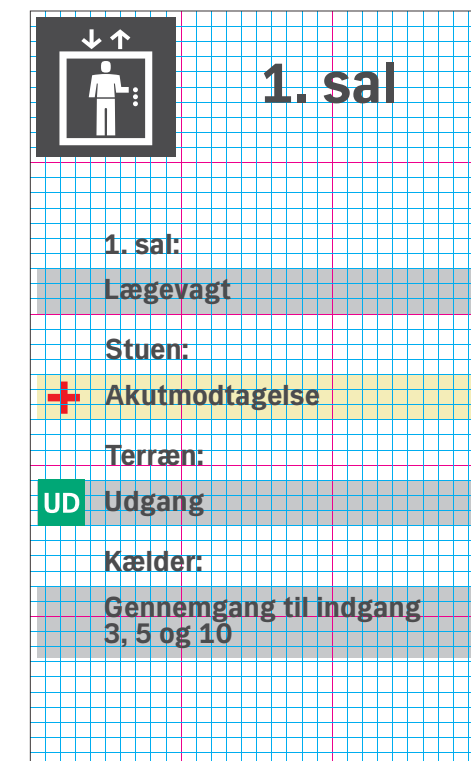 1. sal
1. sal:
Lægevagt
Stuen:
Akutmodtagelse
Terræn:
UD Udgang
Kælder:
Gennemgang til indgang
3, 5 og 10